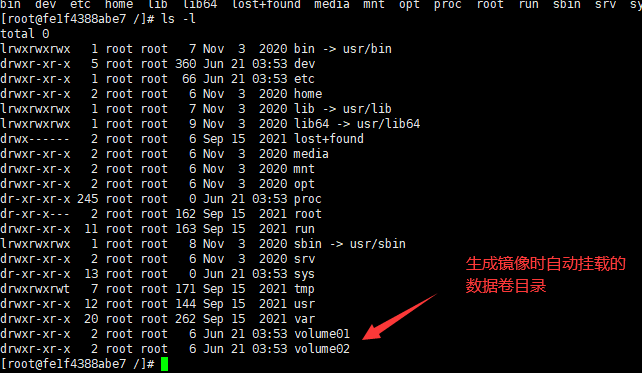 bin  dev  etc  home  lib  lib64  lost+found  media  mnt  opt  proc  root  run  sbin  srv  sy
[root@fe1f4388abe7 /]# ls -l
total 0
lrwxrwxrwx   1 root root   7 Nov  3  2020 bin -> usr/bin
drwxr-xr-x   5 root root 360 Jun 21 03:53 dev
drwxr-xr-x   1 root root  66 Jun 21 03:53 etc
drwxr-xr-x   2 root root   6 Nov  3  2020 home
lrwxrwxrwx   1 root root   7 Nov  3  2020 lib -> usr/lib
lrwxrwxrwx   1 root root   9 Nov  3  2020 lib64 -> usr/lib64
drwx------   2 root root   6 Sep 15  2021 lost+found
drwxr-xr-x   2 root root   6 Nov  3  2020 media
drwxr-xr-x   2 root root   6 Nov  3  2020 mnt
drwxr-xr-x   2 root root   6 Nov  3  2020 opt
dr-xr-xr-x 245 root root   0 Jun 21 03:53 proc
dr-xr-x---   2 root root 162 Sep 15  2021 root
drwxr-xr-x  11 root root 163 Sep 15  2021 run
lrwxrwxrwx   1 root root   8 Nov  3  2020 sbin -> usr/sbin
drwxr-xr-x   2 root root   6 Nov  3  2020 srv
dr-xr-xr-x  13 root root   0 Jun 21 03:53 sys
drwxrwxrwt   7 root root 171 Sep 15  2021 tmp
drwxr-xr-x  12 root root 144 Sep 15  2021 usr
drwxr-xr-x  20 root root 262 Sep 15  2021 var
drwxr-xr-x   2 root root   6 Jun 21 03:53 volume01
drwxr-xr-x   2 root root   6 Jun 21 03:53 volume02
[root@fe1f4388abe7 /]#
生成镜像时自动挂载的
数据卷目录